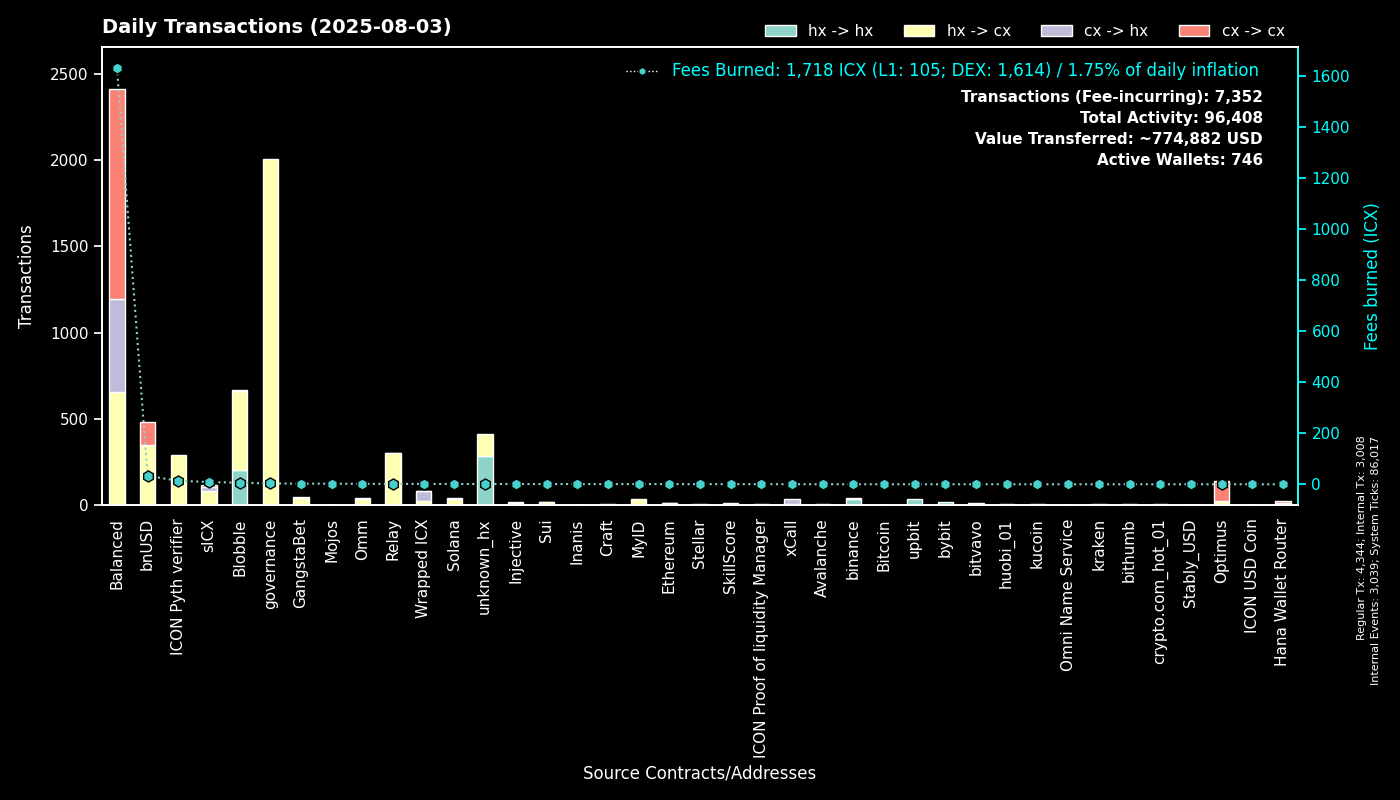 Daily Transactions (2025-08-03)
hx -> hx
hx -> cx
cx -> hx
cx -> cx
Fees Burned: 1,718 ICX (L1: 105; DEX: 1,614) / 1.75% of daily inflation
Transactions (Fee-incurring): 7,352
Total Activity: 96,408
Value Transferred: ~774,882 USD
Active Wallets: 746
Transactions
2500
2000
1500
1000
500
0
1600
1400
1200
1000
800
600
400
200
0
Fees burned (ICX)
Regular Tx: 4,344; Internal Tx: 3,008
Internal Events: 3,039; System Ticks: 86,017
Balanced
bnUSD
ICON Pyth verifier
sICX
Blobble
governance
GangstaBet
Mojos
Omm
Relay
Wrapped ICX
Solana
unknown_hx
Injective
Sui
Inanis
Craft
MyID
Ethereum
Stellar
SkillScore
ICON Proof of liquidity Manager
xCall
Avalanche
binance
Bitcoin
upbit
bybit
bitvavo
huobi_01
kucoin
Omni Name Service
kraken
bithumb
crypto.com_hot_01
Stably_USD
Optimus
ICON USD Coin
Hana Wallet Router
Source Contracts/Addresses